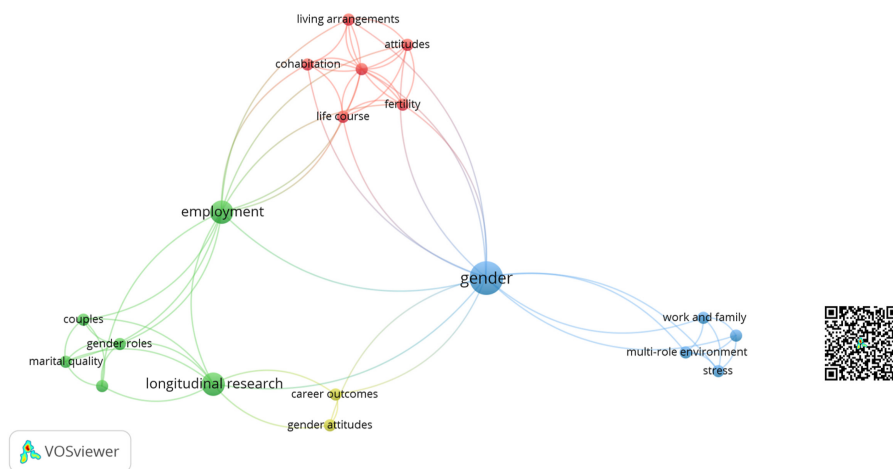 living arrangements
attitudes
cohabitation
fertility
life course
employment
gender
couples
work and family
gender roles
multi-role environment
marital quality
stress
longitudinal research
career outcomes
gender attitudes
VOSviewer